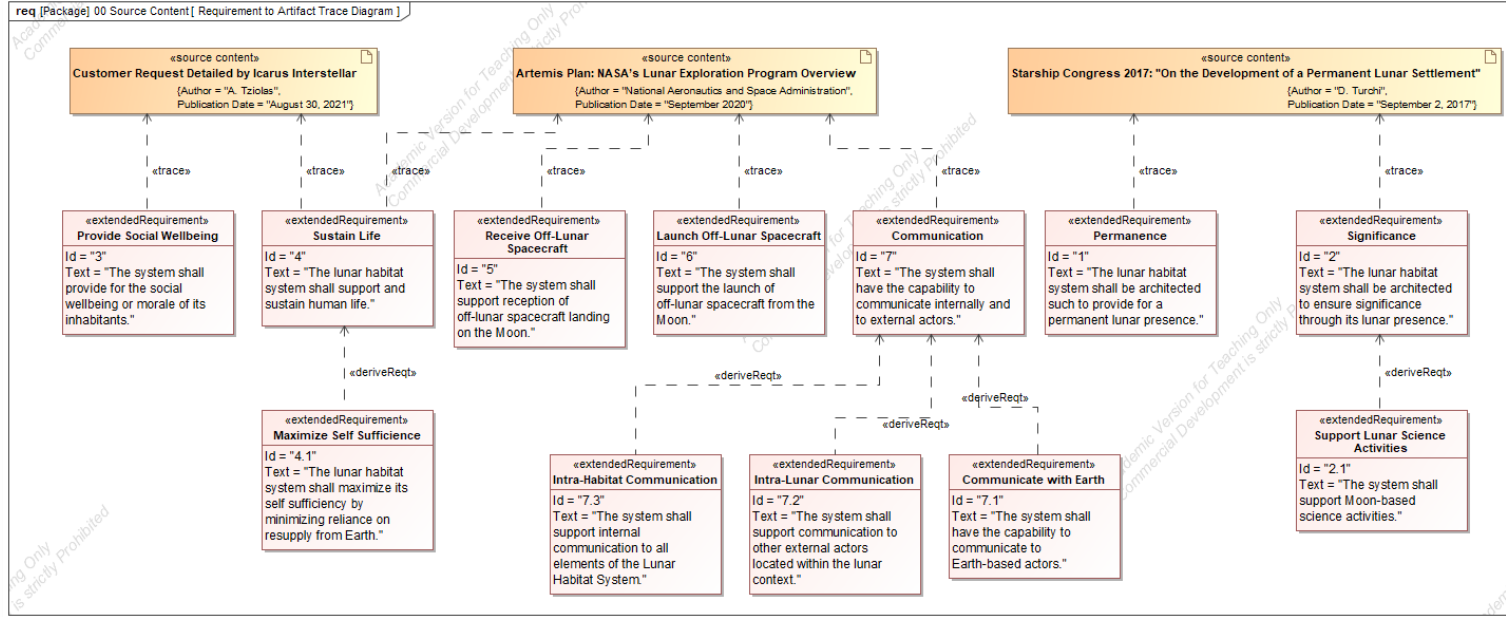 req [Package] 00 Source Content [ Requirement to Artifact Trace Diagram ]
«source content»
Customer Request Detailed by Icarus Interstellar
{Author = "A. Tziolas",
Publication Date = "August 30, 2021"}
«source content»
Artemis Plan: NASA's Lunar Exploration Program Overview
{Author = "National Aeronautics and Space Administration",
Publication Date = "September 2020"}
«source content»
Starship Congress 2017: "On the Development of a Permanent Lunar Settlement"
{Author = "D. Turchi",
Publication Date = "September 2, 2017"}
«trace»
«trace»
«trace»
«trace»
«trace»
«trace»
«trace»
«trace»
«extendedRequirement»
Provide Social Wellbeing
Id = "3"
Text = "The system shall
provide for the social
wellbeing or morale of its
inhabitants."
«extendedRequirement»
Sustain Life
Id = "4"
Text = "The lunar habitat
system shall support and
sustain human life."
«extendedRequirement»
Receive Off-Lunar
Spacecraft
Id = "5"
Text = "The system shall
support reception of
off-lunar spacecraft landing
on the Moon."
«extendedRequirement»
Launch Off-Lunar Spacecraft
Id = "6"
Text = "The system shall
support the launch of
off-lunar spacecraft from the
Moon."
«extendedRequirement»
Communication
Id = "7"
Text = "The system shall
have the capability to
communicate internally and
to external actors."
«extendedRequirement»
Permanence
Id = "1"
Text = "The lunar habitat
system shall be architected
such to provide for a
permanent lunar presence."
«extendedRequirement»
Significance
Id = "2"
Text = "The lunar habitat
system shall be architected
to ensure significance
through its lunar presence."
«deriveReqt»
«deriveReqt»
«deriveReqt»
«deriveReqt»
«deriveReqt»
«extendedRequirement»
Maximize Self Sufficience
Id = "4.1"
Text = "The lunar habitat
system shall maximize its
self sufficiency by
minimizing reliance on
resupply from Earth."
«extendedRequirement»
Intra-Habitat Communication
Id = "7.3"
Text = "The system shall
support internal
communication to all
elements of the Lunar
Habitat System."
«extendedRequirement»
Intra-Lunar Communication
Id = "7.2"
Text = "The system shall
support communication to
other external actors
located within the lunar
context."
«extendedRequirement»
Communicate with Earth
Id = "7.1"
Text = "The system shall
have the capability to
communicate to
Earth-based actors."
«extendedRequirement»
Support Lunar Science
Activities
Id = "2.1"
Text = "The system shall
support Moon-based
science activities."
Academic Version for Teaching Only
Commercial Development is strictly Prohibited